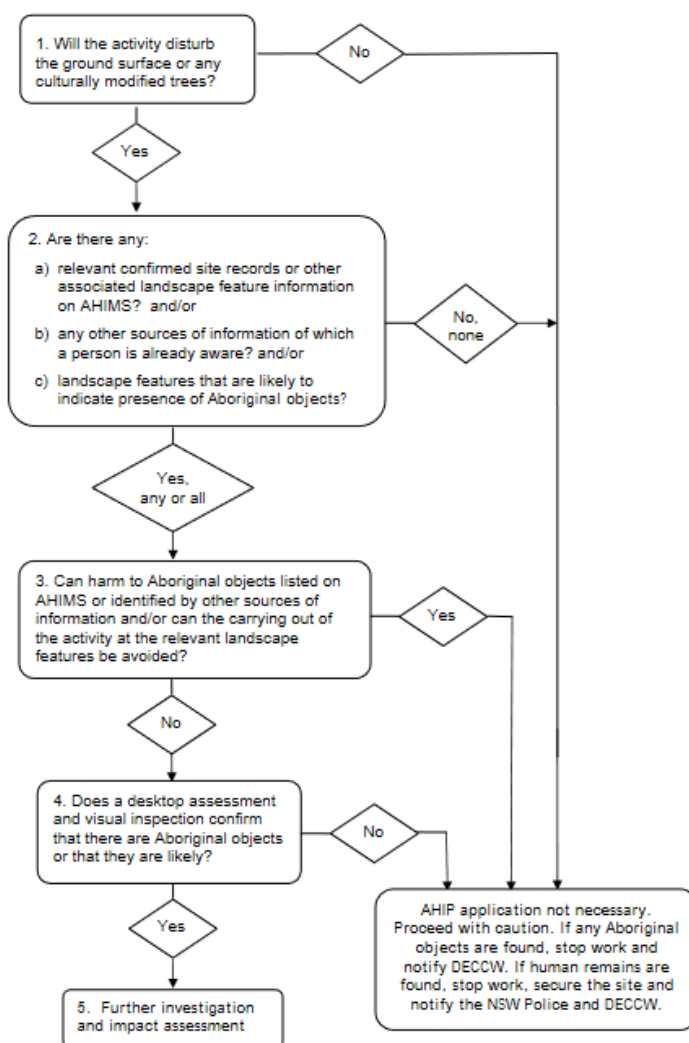 1. Will the activity disturb
the ground surface or any
culturally modified trees?
No
Yes
2. Are there any:
a) relevant confirmed site records or other
associated landscape feature information
on AHIMS? and/or
b) any other sources of information of which
a person is already aware? and/or
c) landscape features that are likely to
indicate presence of Aboriginal objects?
No,
none
Yes,
any or all
3. Can harm to Aboriginal objects listed on
AHIMS or identified by other sources of
information and/or can the carrying out of
the activity at the relevant landscape
features be avoided?
Yes
No
4. Does a desktop assessment
and visual inspection confirm
that there are Aboriginal objects
or that they are likely?
No
Yes
AHIP application not necessary.
Proceed with caution. If any Aboriginal
objects are found, stop work and
notify DECCW. If human remains are
found, stop work, secure the site and
notify the NSW Police and DECCW.
5. Further investigation
and impact assessment